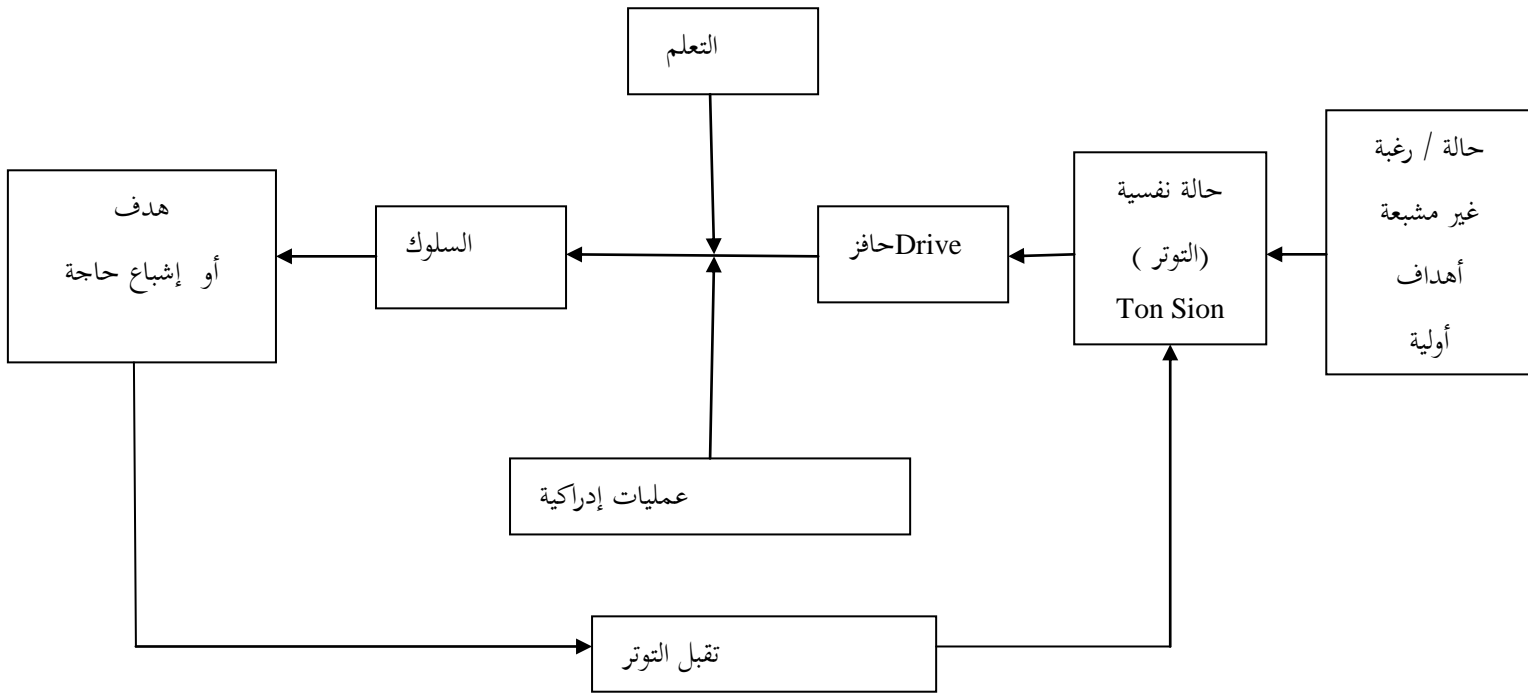 التعلم
حالة / رغبة
غير مشبعة
أهداف
أولية
حالة نفسية
(التوتر )
Ton Sion
حافزDrive
السلوك
هدف
أو إشباع حاجة
عمليات إدراكية
تقبل التوتر